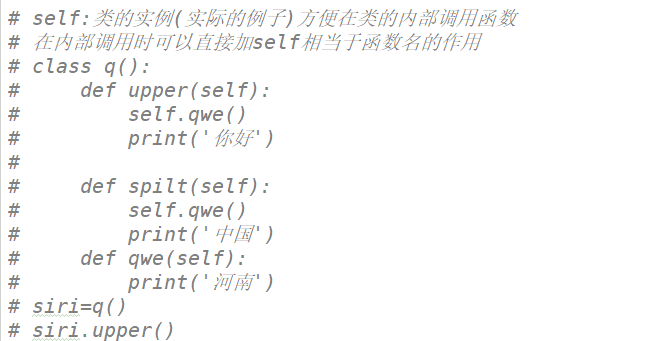 # self:类的实例(实际的例子)方便在类的内部调用函数
# 在内部调用时可以直接加self相当于函数名的作用
# class q():
#     def upper(self):
#         self.qwe()
#         print('你好')
#
#     def spilt(self):
#         self.qwe()
#         print('中国')
#     def qwe(self):
#         print('河南')
# siri=q()
# siri.upper()